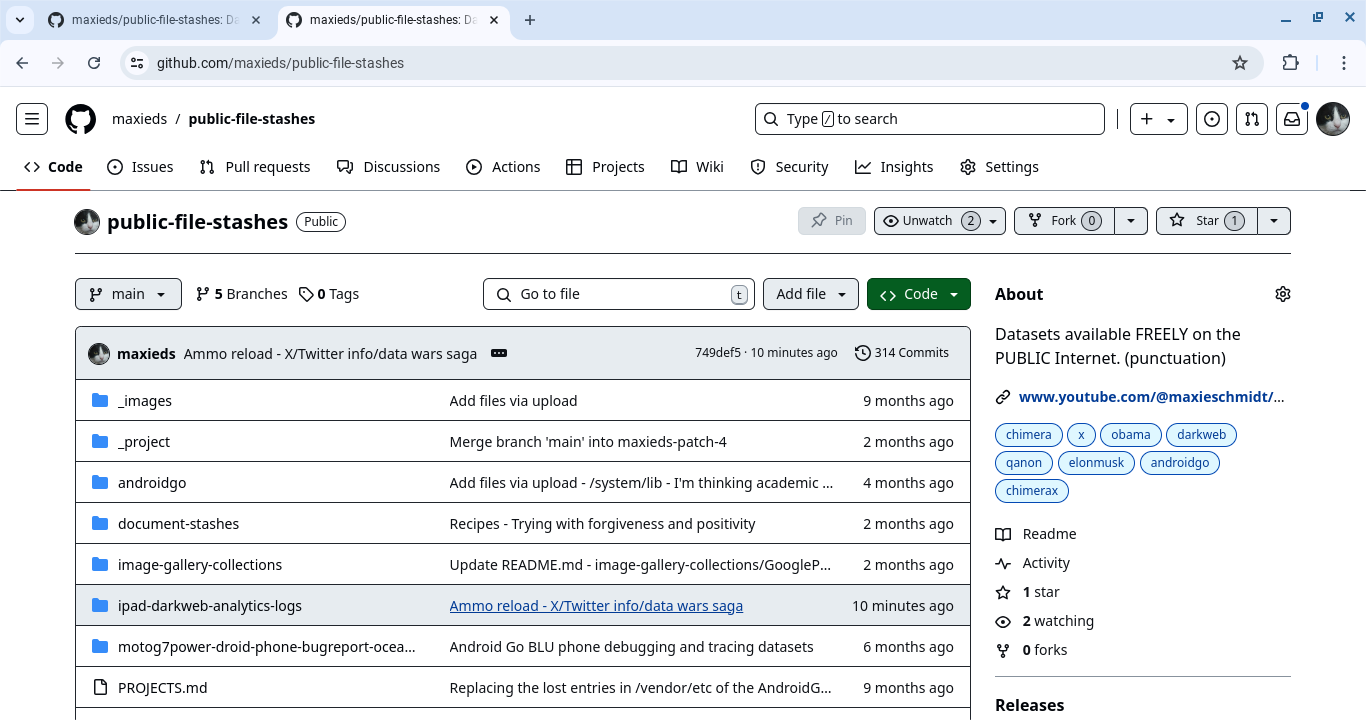 maxieds/public-file-stashes: Da
maxieds/public-file-stashes: Da
github.com/maxieds/public-file-stashes
maxieds / public-file-stashes
Type / to search
Code
Issues
Pull requests
Discussions
Actions
Projects
Wiki
Security
Insights
Settings
public-file-stashes Public
Pin
Unwatch 2
Fork 0
Star 1
main
5 Branches
0 Tags
Go to file t
Add file
Code
maxieds Ammo reload - X/Twitter info/data wars saga 749def5 · 10 minutes ago 314 Commits
_images Add files via upload 9 months ago
_project Merge branch 'main' into maxieds-patch-4 2 months ago
androidgo Add files via upload - /system/lib - I'm thinking academic ... 4 months ago
document-stashes Recipes - Trying with forgiveness and positivity 2 months ago
image-gallery-collections Update README.md - image-gallery-collections/GoogleP... 2 months ago
ipad-darkweb-analytics-logs Ammo reload - X/Twitter info/data wars saga 10 minutes ago
motog7power-droid-phone-bugreport-ocea... Android Go BLU phone debugging and tracing datasets 6 months ago
PROJECTS.md Replacing the lost entries in /vendor/etc of the AndroidG... 9 months ago
About
Datasets available FREELY on the
PUBLIC Internet. (punctuation)
www.youtube.com/@maxieschmidt/...
chimera x obama darkweb
qanon elonmusk androidgo
chimerax
Readme
Activity
1 star
2 watching
0 forks
Releases